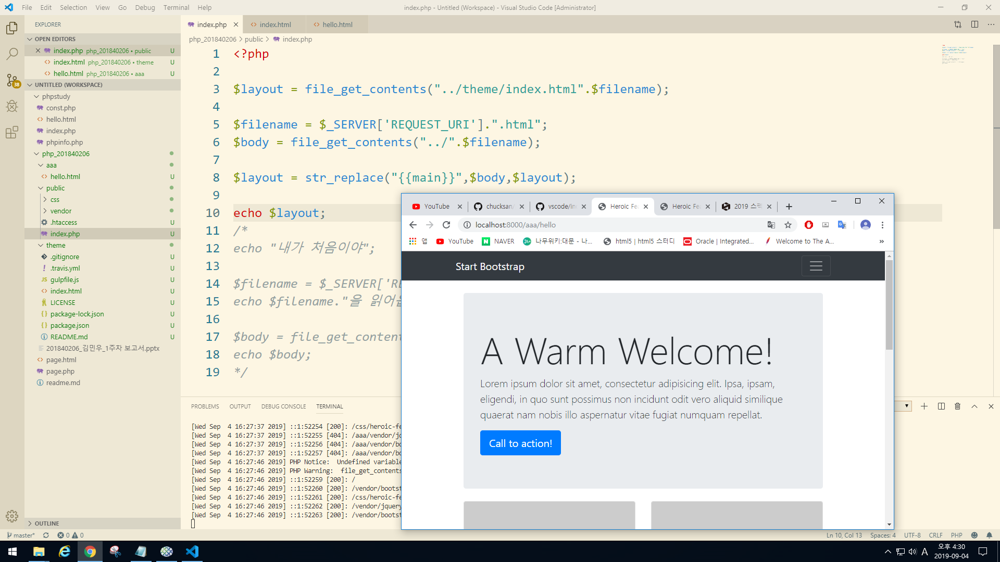 File Edit Selection View Go Debug Terminal Help
index.php - Untitled (Workspace) - Visual Studio Code [Administrator]
EXPLORER
OPEN EDITORS
index.php php_201840206 • public U
index.html php_201840206 • theme U
hello.html php_201840206 • aaa U
38
UNTITLED (WORKSPACE)
phpstudy
const.php
hello.html
index.php
phpinfo.php
php_201840206
aaa
hello.html U
public
css
vendor
.htaccess U
index.php U
theme
.gitignore U
.travis.yml U
gulpfile.js U
index.html U
LICENSE U
package-lock.json U
package.json U
README.md U
201840206_김민우_1주차 보고서.pptx
page.html
page.php
readme.md
OUTLINE
index.php
index.html
hello.html
php_201840206 > public > index.php
1 <?php
2
3 $layout = file_get_contents("../theme/index.html".$filename);
4
5 $filename = $_SERVER['REQUEST_URI'].".html";
6 $body = file_get_contents("../".$filename);
7
8 $layout = str_replace("{{main}}",$body,$layout);
9
10 echo $layout;
11 /*
12 echo "내가 처음이야";
13
14 $filename = $_SERVER['RE
15 echo $filename."을 읽어
16
17 $body = file_get_content
18 echo $body;
19 */
PROBLEMS OUTPUT DEBUG CONSOLE TERMINAL
[Wed Sep 4 16:27:37 2019] ::1:52254 [200]: /css/heroic-fe
[Wed Sep 4 16:27:37 2019] ::1:52255 [404]: /aaa/vendor/jq
[Wed Sep 4 16:27:37 2019] ::1:52256 [404]: /aaa/vendor/bo
[Wed Sep 4 16:27:37 2019] ::1:52257 [404]: /aaa/vendor/bo
[Wed Sep 4 16:27:46 2019] PHP Notice: Undefined variable
[Wed Sep 4 16:27:46 2019] PHP Warning: file_get_contents
[Wed Sep 4 16:27:46 2019] ::1:52259 [200]: /
[Wed Sep 4 16:27:46 2019] ::1:52260 [200]: /vendor/bootst
[Wed Sep 4 16:27:46 2019] ::1:52261 [200]: /css/heroic-fe
[Wed Sep 4 16:27:46 2019] ::1:52262 [200]: /vendor/jquery
[Wed Sep 4 16:27:46 2019] ::1:52263 [200]: /vendor/bootst
YouTube chucksan/ vscode/in Heroic Fea Heroic Fea 2019 스펙
localhost:8000/aaa/hello
앱 YouTube NAVER 나무위키:대문 - 나... html5 | html5 스터디 Oracle | Integrated... Welcome to The A... »
Start Bootstrap
A Warm Welcome!
Lorem ipsum dolor sit amet, consectetur adipisicing elit. Ipsa, ipsam,
eligendi, in quo sunt possimus non incidunt odit vero aliquid similique
quaerat nam nobis illo aspernatur vitae fugiat numquam repellat.
Call to action!
master* 0 0
Ln 10, Col 13 Spaces: 4 UTF-8 CRLF PHP
A
오후 4:30
2019-09-04